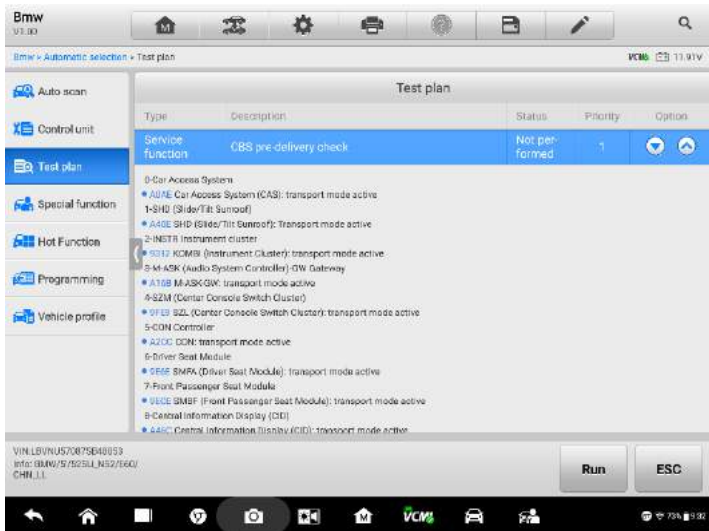 Bmw
V1.00
Bmw > Automatic selection > Test plan
VCMI 11.91V
Auto scan
Control unit
Test plan
Special function
Hot Function
Programming
Vehicle profile
Test plan
Type Description Status Priority Option
Service function CBS pre-delivery check Not per-formed 1
0-Car Access System
A0AE Car Access System (CAS): transport mode active
1-SHD (Slide/Tilt Sunroof)
SHD (Slide/Tilt Sunroof): Transport mode active
2-INSTR Instrument cluster
9312 KOMBI (Instrument Cluster): transport mode active
3-M-ASK (Audio System Controller)-GW Gateway
A168 M-ASK-GW: transport mode active
4-SZM (Center Console Switch Cluster)
SZL (Center Console Switch Cluster): transport mode active
5-CON Controller
CON: transport mode active
6-Driver Seat Module
SMFA (Driver Seat Module): transport mode active
7-Front Passenger Seat Module
SMBF (Front Passenger Seat Module): transport mode active
8-Central Information Display (CID)
Central Information Display (CID): transport mode active
VIN:
Info: BMW/5'/525LI_N52/E60/
CHN_LL
Run
ESC
VCMI
73% 9:32